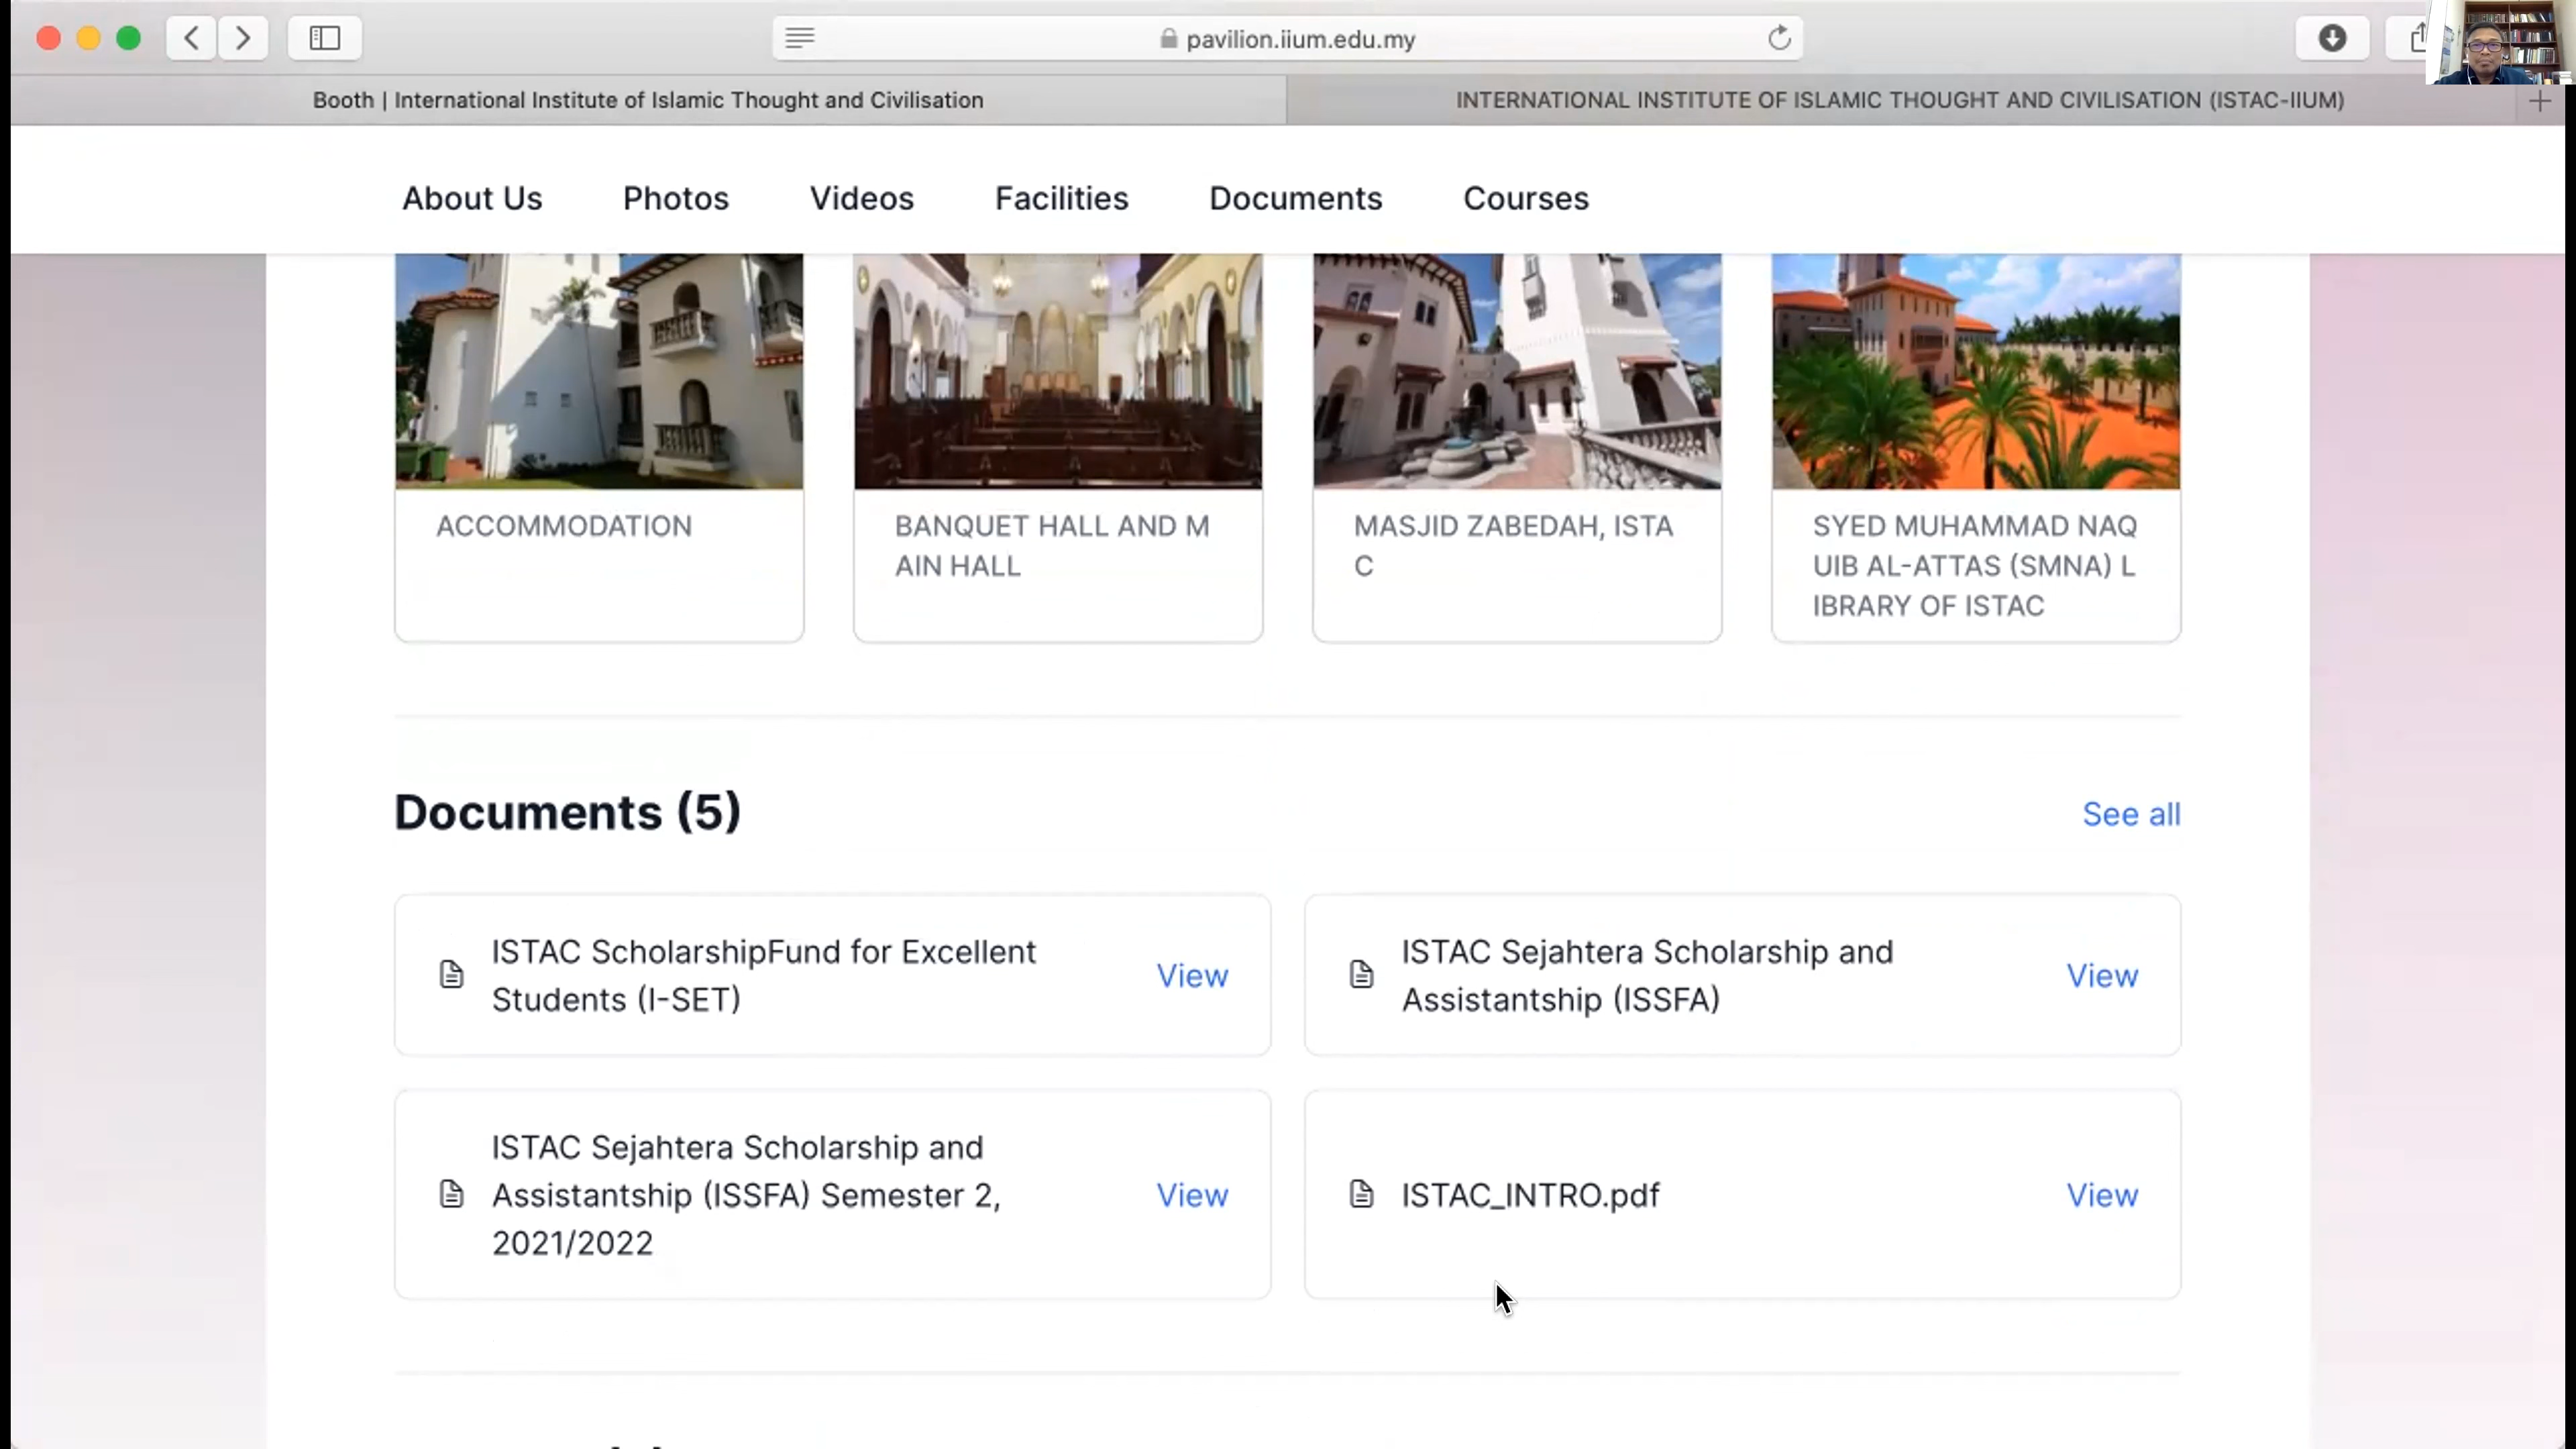 pavilion.iium.edu.my
Booth | International Institute of Islamic Thought and Civilisation
INTERNATIONAL INSTITUTE OF ISLAMIC THOUGHT AND CIVILISATION (ISTAC-IIUM)
About Us Photos Videos Facilities Documents Courses
ACCOMMODATION
BANQUET HALL AND M
AIN HALL
MASJID ZABEDAH, ISTA
C
SYED MUHAMMAD NAQ
UIB AL-ATTAS (SMNA) L
IBRARY OF ISTAC
Documents (5)
See all
ISTAC ScholarshipFund for Excellent
Students (I-SET)
View
ISTAC Sejahtera Scholarship and
Assistantship (ISSFA)
View
ISTAC Sejahtera Scholarship and
Assistantship (ISSFA) Semester 2,
2021/2022
View
ISTAC_INTRO.pdf
View